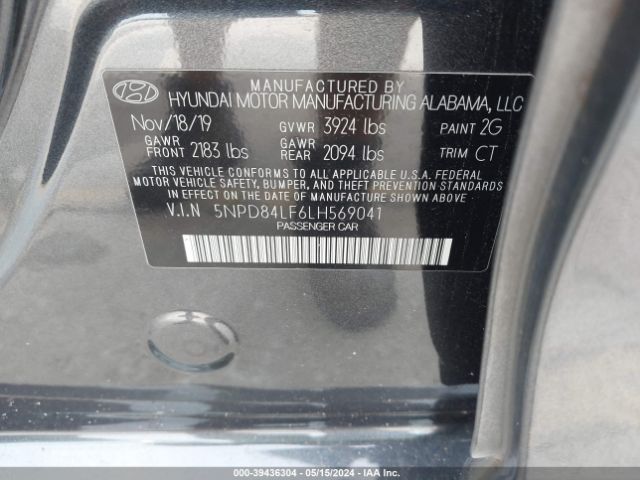 MANUFACTURED BY
HYUNDAI MOTOR MANUFACTURING ALABAMA, LLC
Nov/18/19 GVWR 3924 lbs PAINT 2G
GAWR FRONT 2183 lbs GAWR REAR 2094 lbs TRIM CT
THIS VEHICLE CONFORMS TO ALL APPLICABLE U.S.A. FEDERAL
MOTOR VEHICLE SAFETY, BUMPER, AND THEFT PREVENTION STANDARDS
IN EFFECT ON THE DATE OF MANUFACTURE SHOWN ABOVE.
V.I.N 5NPD84LF6LH569041
PASSENGER CAR
000-39436304 - 05/15/2024 - IAA Inc.